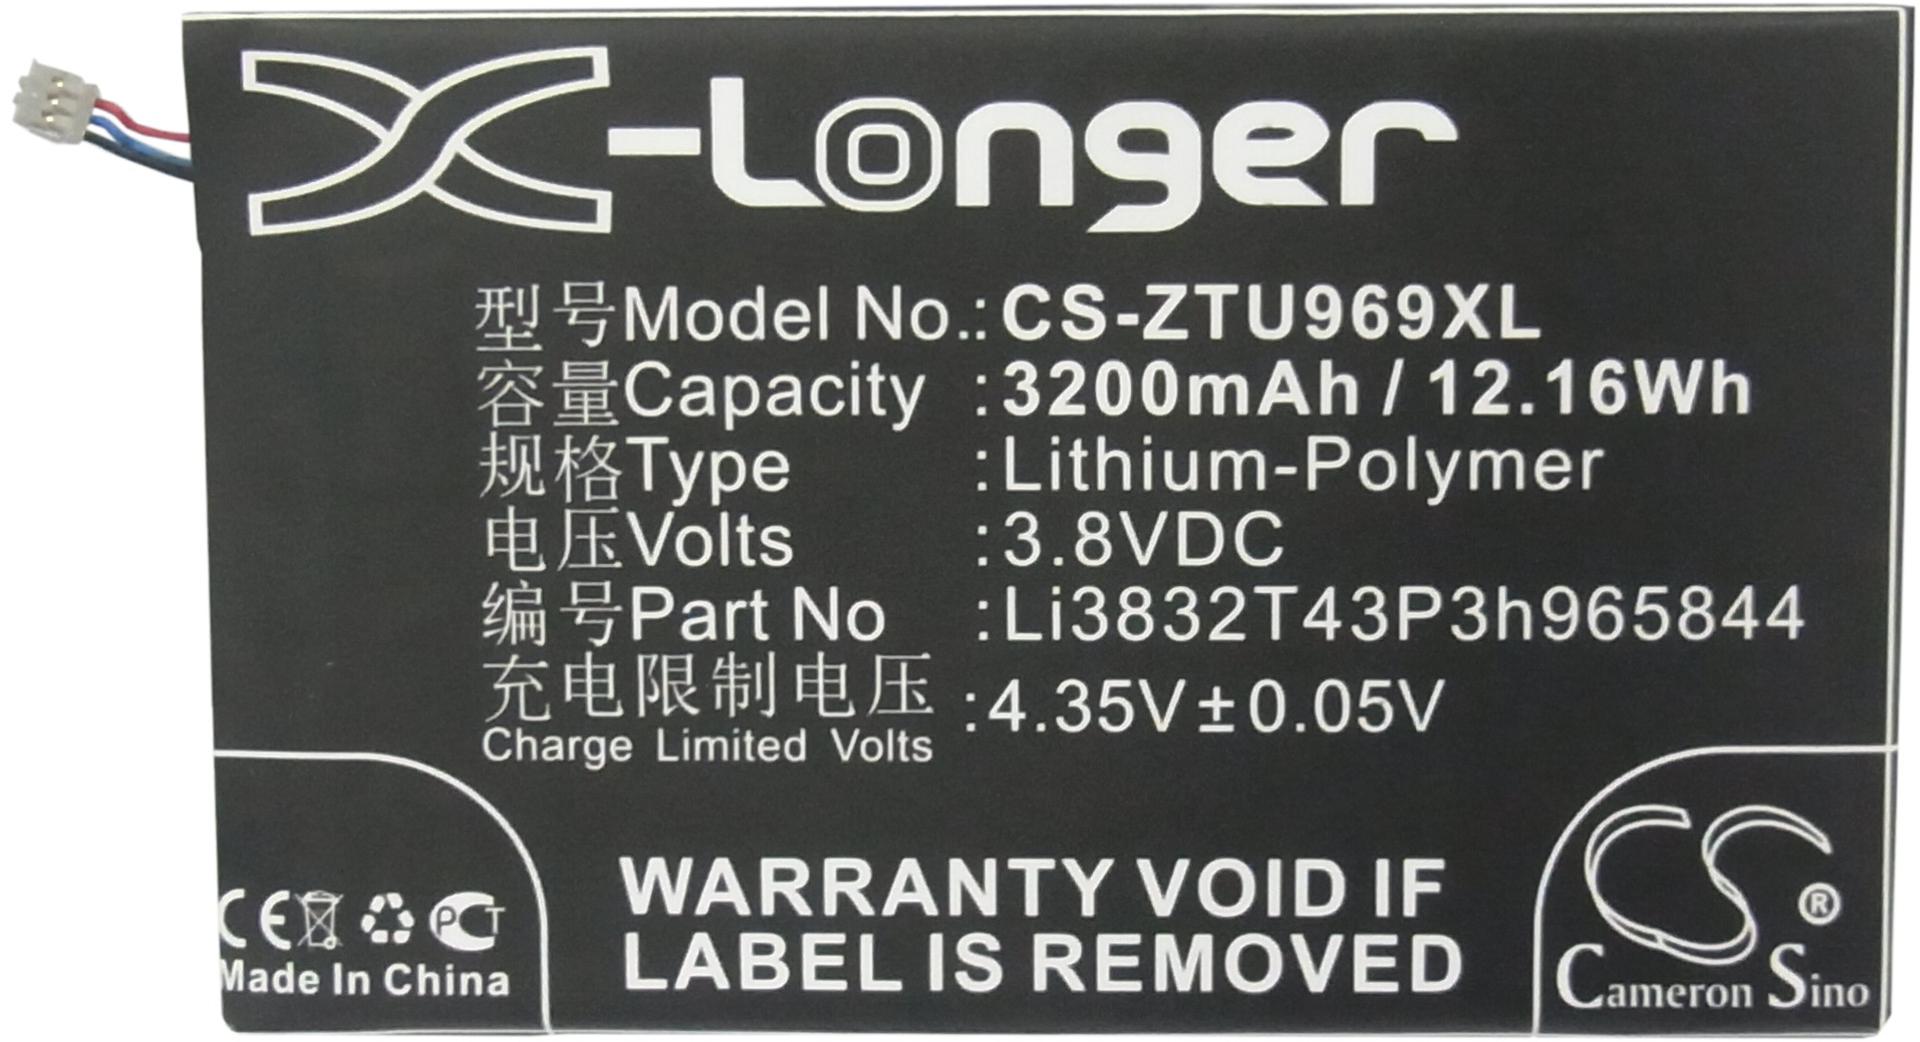 X-Longer
型号Model No.:CS-ZTU969XL
容量Capacity :3200mAh / 12.16Wh
规格Type :Lithium-Polymer
电压Volts :3.8VDC
编号Part No :Li3832T43P3h965844
充电限制电压 :4.35V±0.05V
Charge Limited Volts
CE PCT
Made In China
WARRANTY VOID IF
LABEL IS REMOVED
CS ®
Cameron Sino